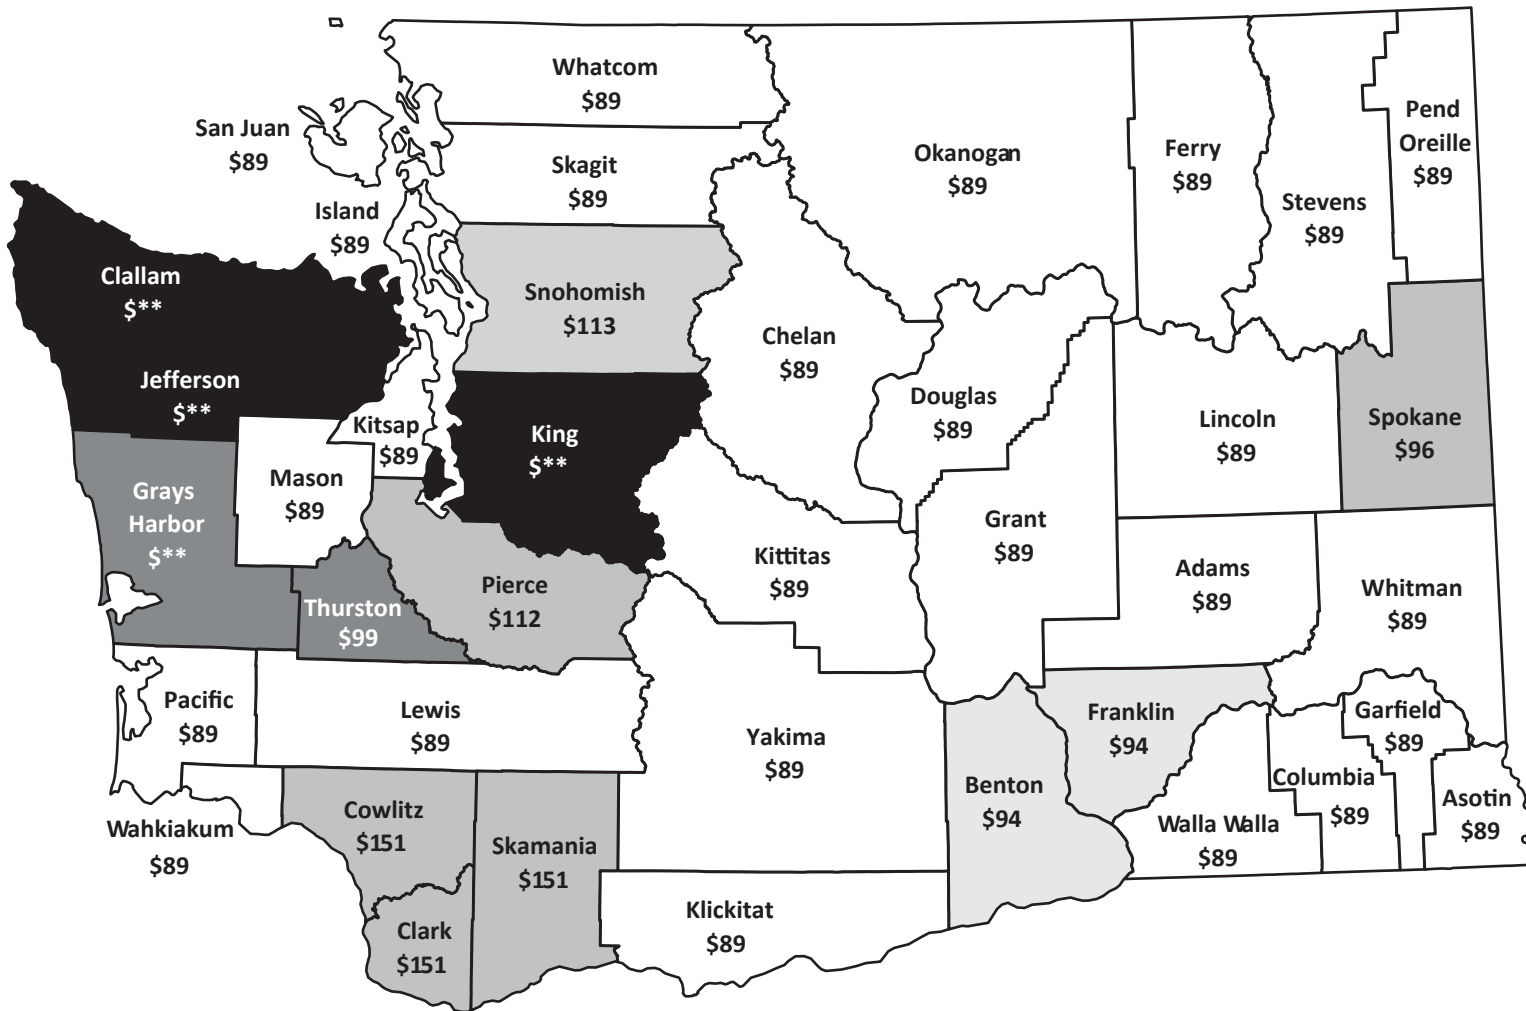 Whatcom
$89
San Juan
$89
Skagit
$89
Island
$89
Okanogan
$89
Ferry
$89
Stevens
$89
Pend
Oreille
$89
Clallam
$**
Snohomish
$113
Chelan
$89
Jefferson
$**
Douglas
$89
Kitsap
$89
King
$**
Lincoln
$89
Spokane
$96
Mason
$89
Grays
Harbor
$**
Grant
$89
Kittitas
$89
Adams
$89
Whitman
$89
Pierce
$112
Thurston
$99
Pacific
$89
Lewis
$89
Yakima
$89
Franklin
$94
Garfield
$89
Benton
$94
Columbia
$89
Asotin
$89
Walla Walla
$89
Wahkiakum
$89
Cowlitz
$151
Skamania
$151
Clark
$151
Klickitat
$89